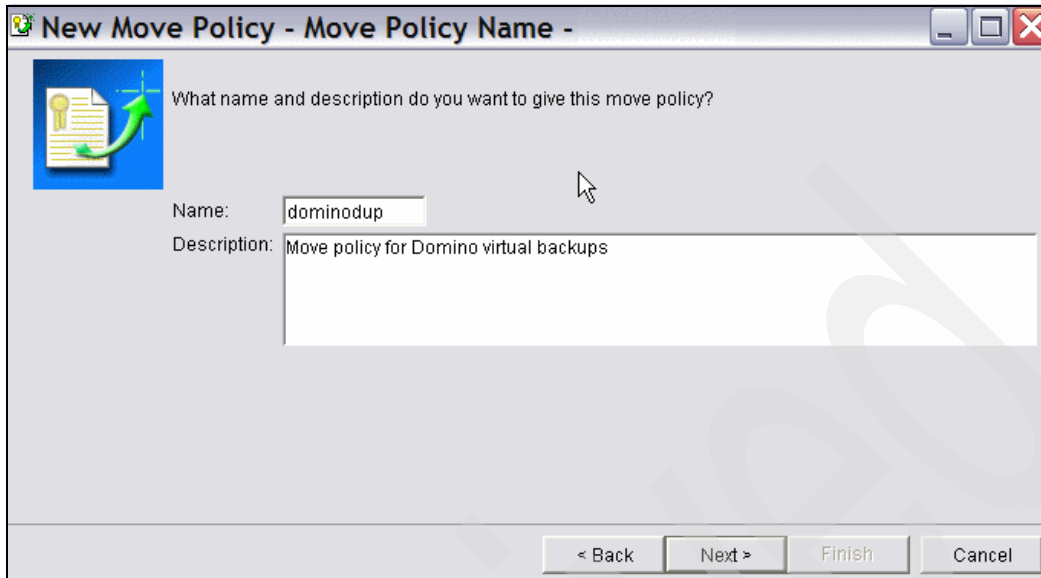 New Move Policy - Move Policy Name -
What name and description do you want to give this move policy?
Name: dominodup
Description: Move policy for Domino virtual backups
< Back Next > Finish Cancel